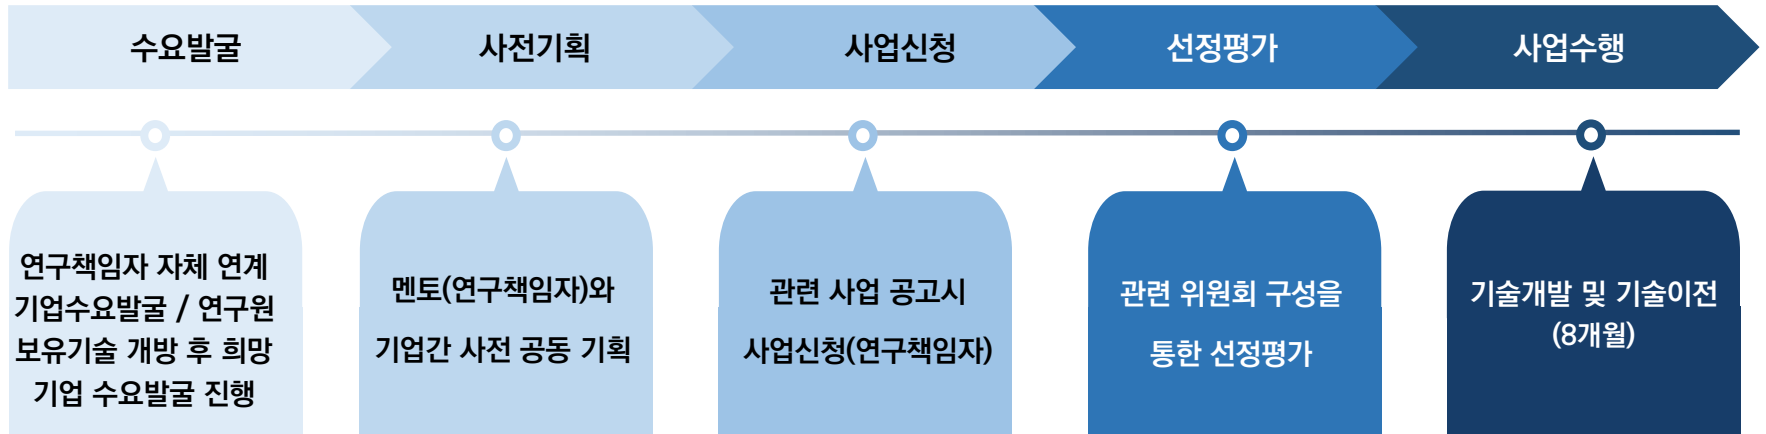 수요발굴
사전기획
사업신청
선정평가
사업수행
연구책임자 자체 연계
기업수요발굴 / 연구원
보유기술 개방 후 희망
기업 수요발굴 진행
멘토(연구책임자)와
기업간 사전 공동 기획
관련 사업 공고시
사업신청(연구책임자)
관련 위원회 구성을
통한 선정평가
기술개발 및 기술이전
(8개월)